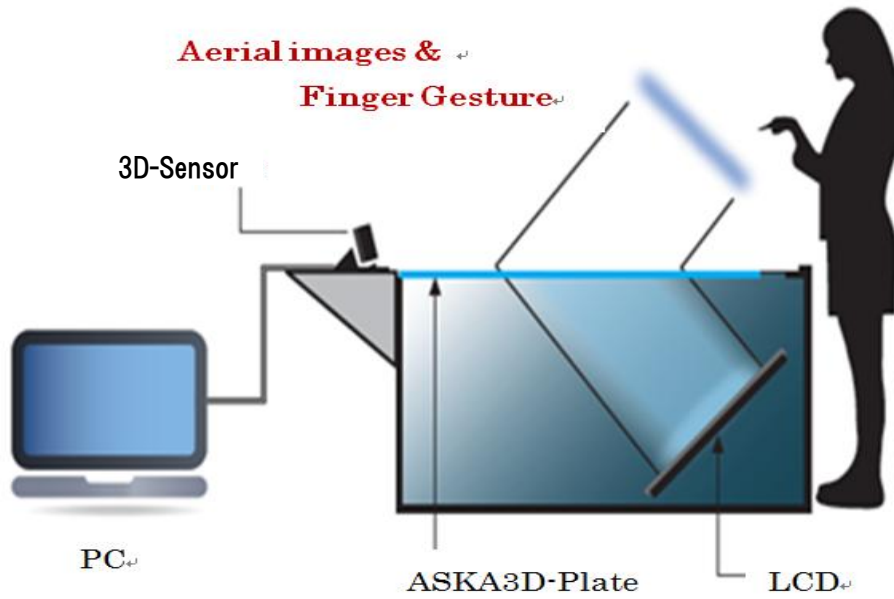 Aerial images & ↵
Finger Gesture↵
3D-Sensor
PC↵
ASKA3D-Plate
LCD↵